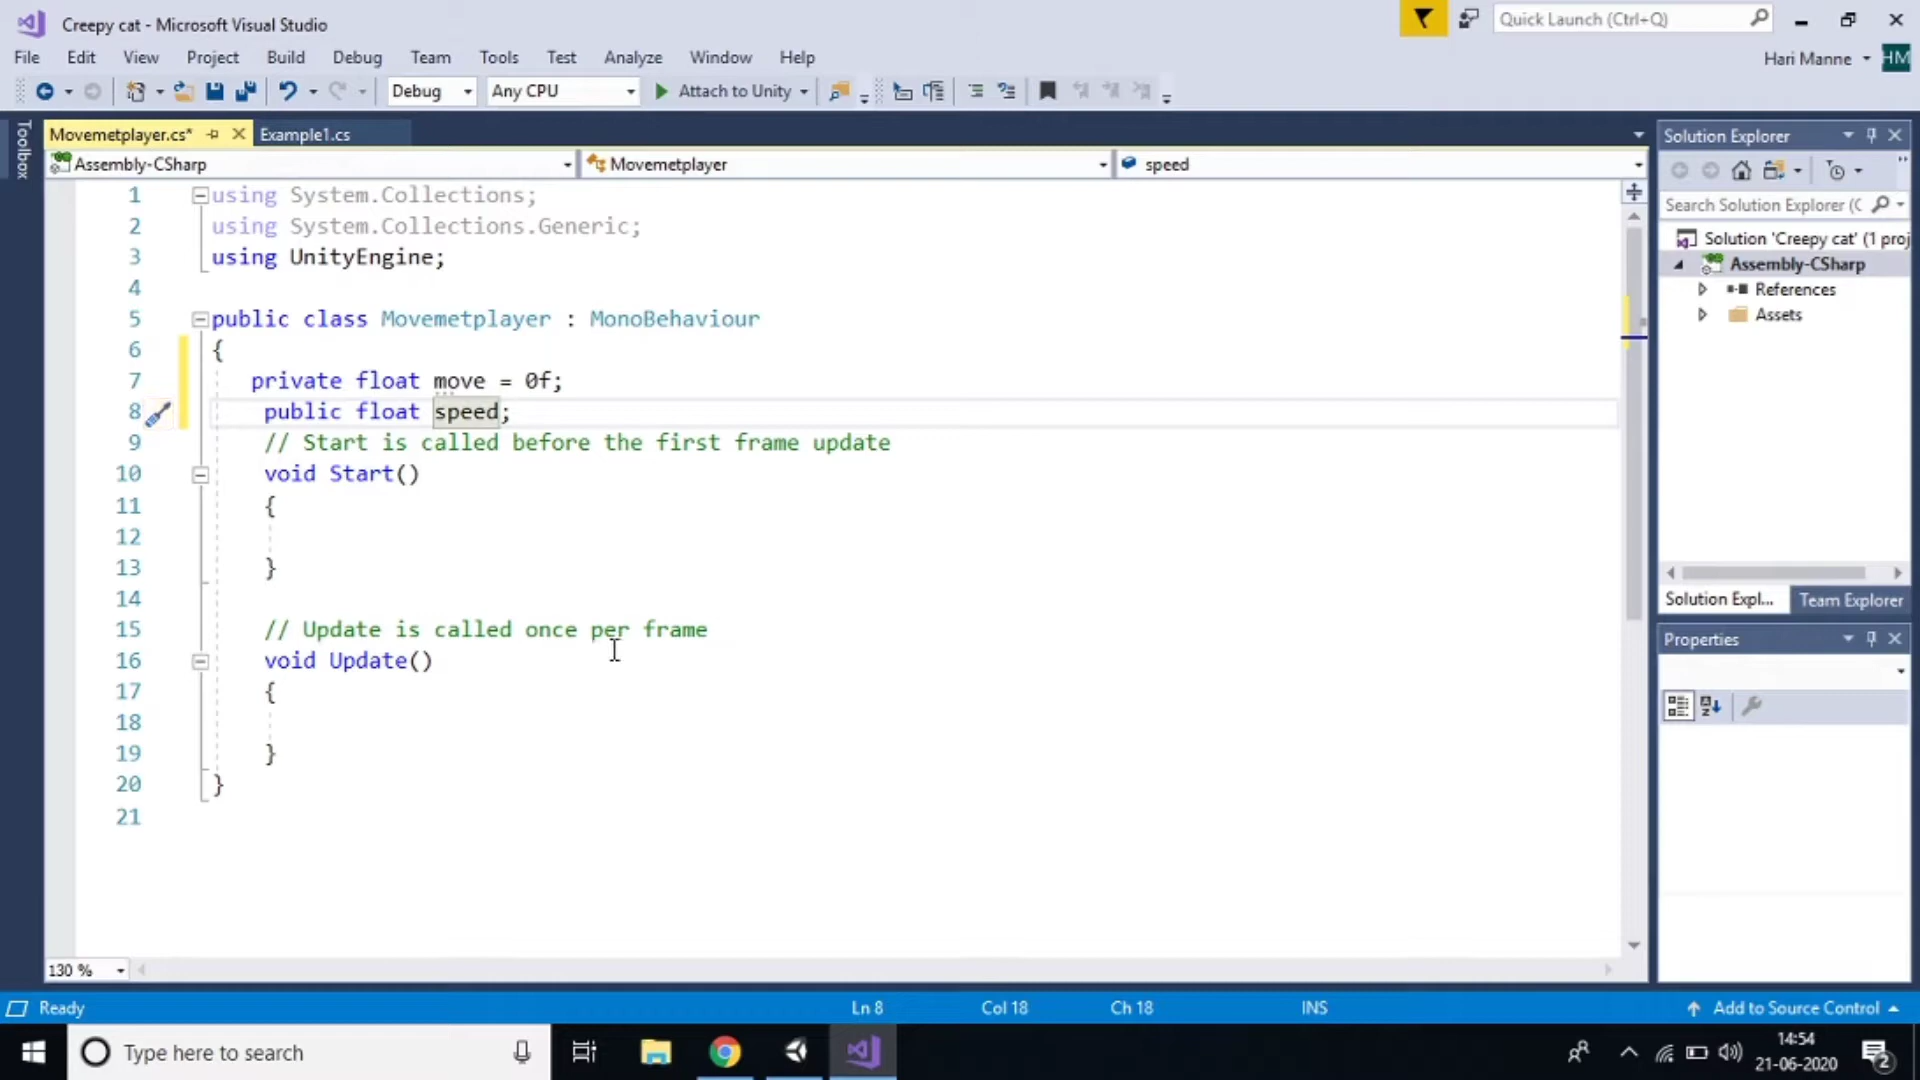 Creepy cat - Microsoft Visual Studio
Quick Launch (Ctrl+Q)
File Edit View Project Build Debug Team Tools Test Analyze Window Help
Hari Manne HM
Debug Any CPU Attach to Unity
Toolbox
Movemetplayer.cs* Example1.cs
Assembly-CSharp Movemetplayer speed
1 using System.Collections;
2 using System.Collections.Generic;
3 using UnityEngine;
4
5 public class Movemetplayer : MonoBehaviour
6 {
7 private float move = 0f;
8 public float speed;
9 // Start is called before the first frame update
10 void Start()
11 {
12
13 }
14
15 // Update is called once per frame
16 void Update()
17 {
18
19 }
20 }
21
130 %
Solution Explorer
Search Solution Explorer (C
Solution 'Creepy cat' (1 proj
Assembly-CSharp
References
Assets
Solution Expl... Team Explorer
Properties
Ready Ln 8 Col 18 Ch 18 INS Add to Source Control
Type here to search
14:54
21-06-2020
2